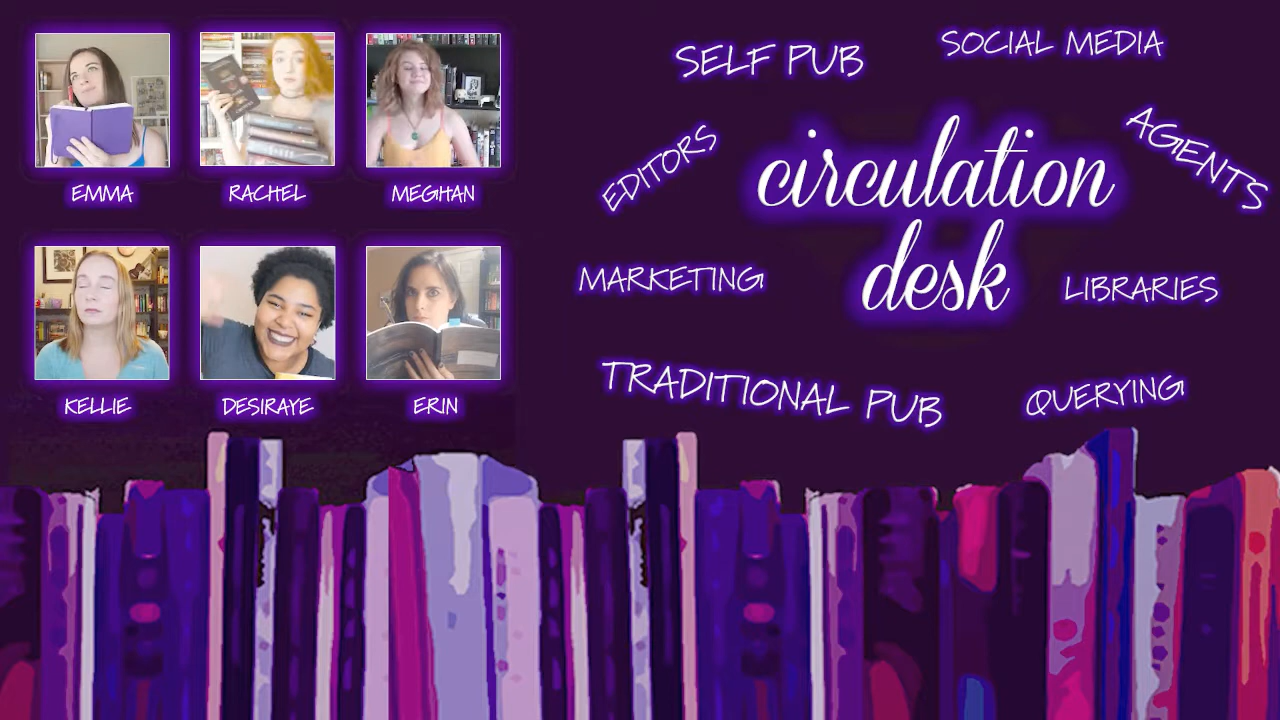 EMMA
RACHEL
MEGHAN
KELLIE
DESIRAYE
ERIN
SELF PUB
SOCIAL MEDIA
EDITORS
circulation
desk
AGENTS
MARKETING
LIBRARIES
TRADITIONAL PUB
QUERYING